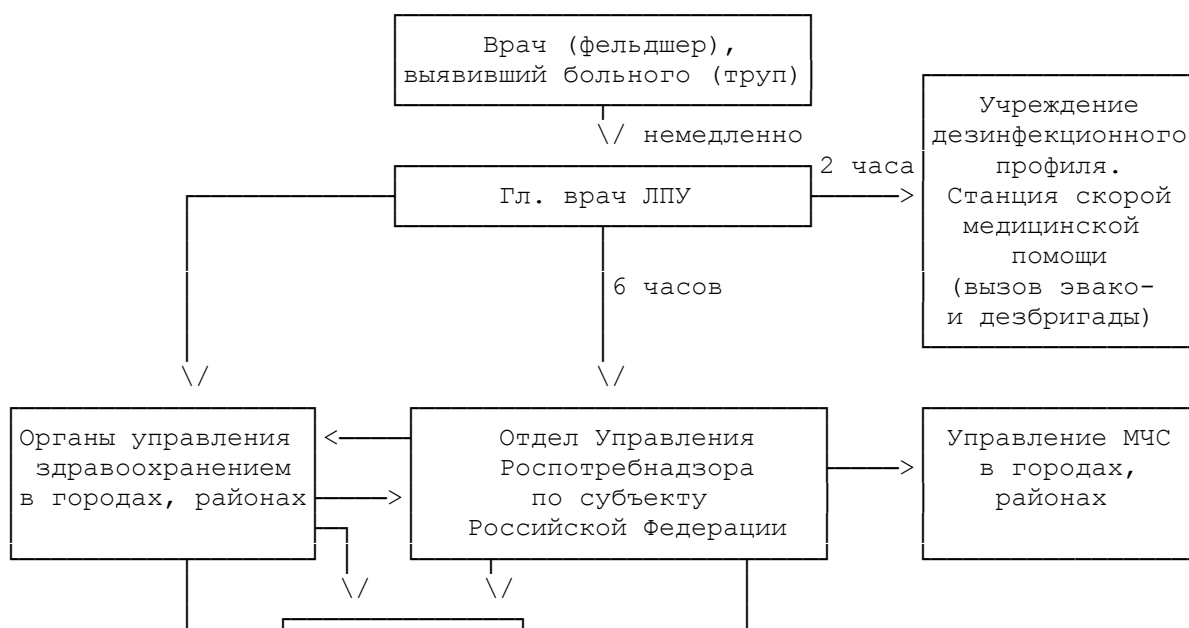 Врач (фельдшер),
выявивший больного (труп)
немедленно
2 часа
Гл. врач ЛПУ
Учреждение
дезинфекционного
профиля.
Станция скорой
медицинской
помощи
(вызов эвако-
и дезбригады)
6 часов
Органы управления
здравоохранением
в городах, районах
Отдел Управления
Роспотребнадзора
по субъекту
Российской Федерации
Управление МЧС
в городах,
районах